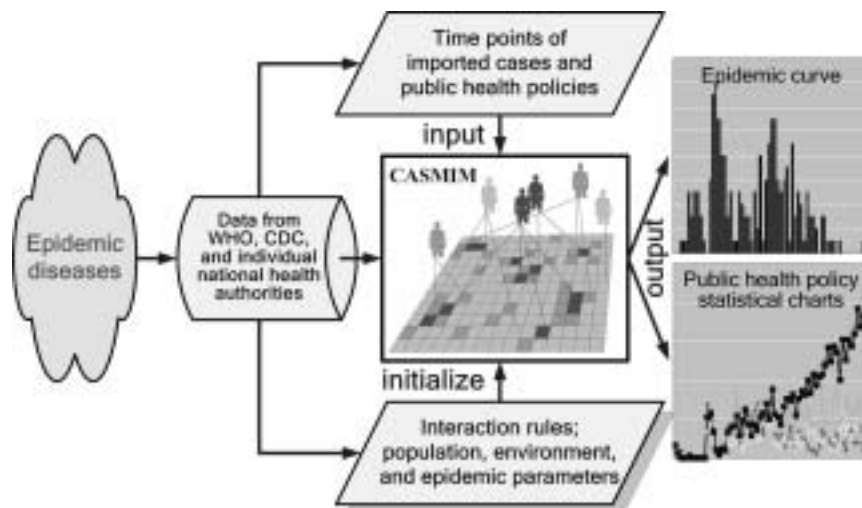 Time points of
imported cases and
public health policies
input
Epidemic curve
CASMIM
Epidemic
diseases
Data from
WHO, CDC,
and individual
national health
authorities
output
Public health policy
statistical charts
initialize
Interaction rules;
population, environment,
and epidemic parameters